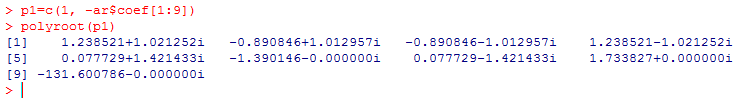 > p1=c(1, -ar$coef[1:9])
> polyroot(p1)
[1]    1.238521+1.021252i   -0.890846+1.012957i   -0.890846-1.012957i    1.238521-1.021252i
[5]    0.077729+1.421433i   -1.390146-0.000000i    0.077729-1.421433i    1.733827+0.000000i
[9] -131.600786-0.000000i
> |